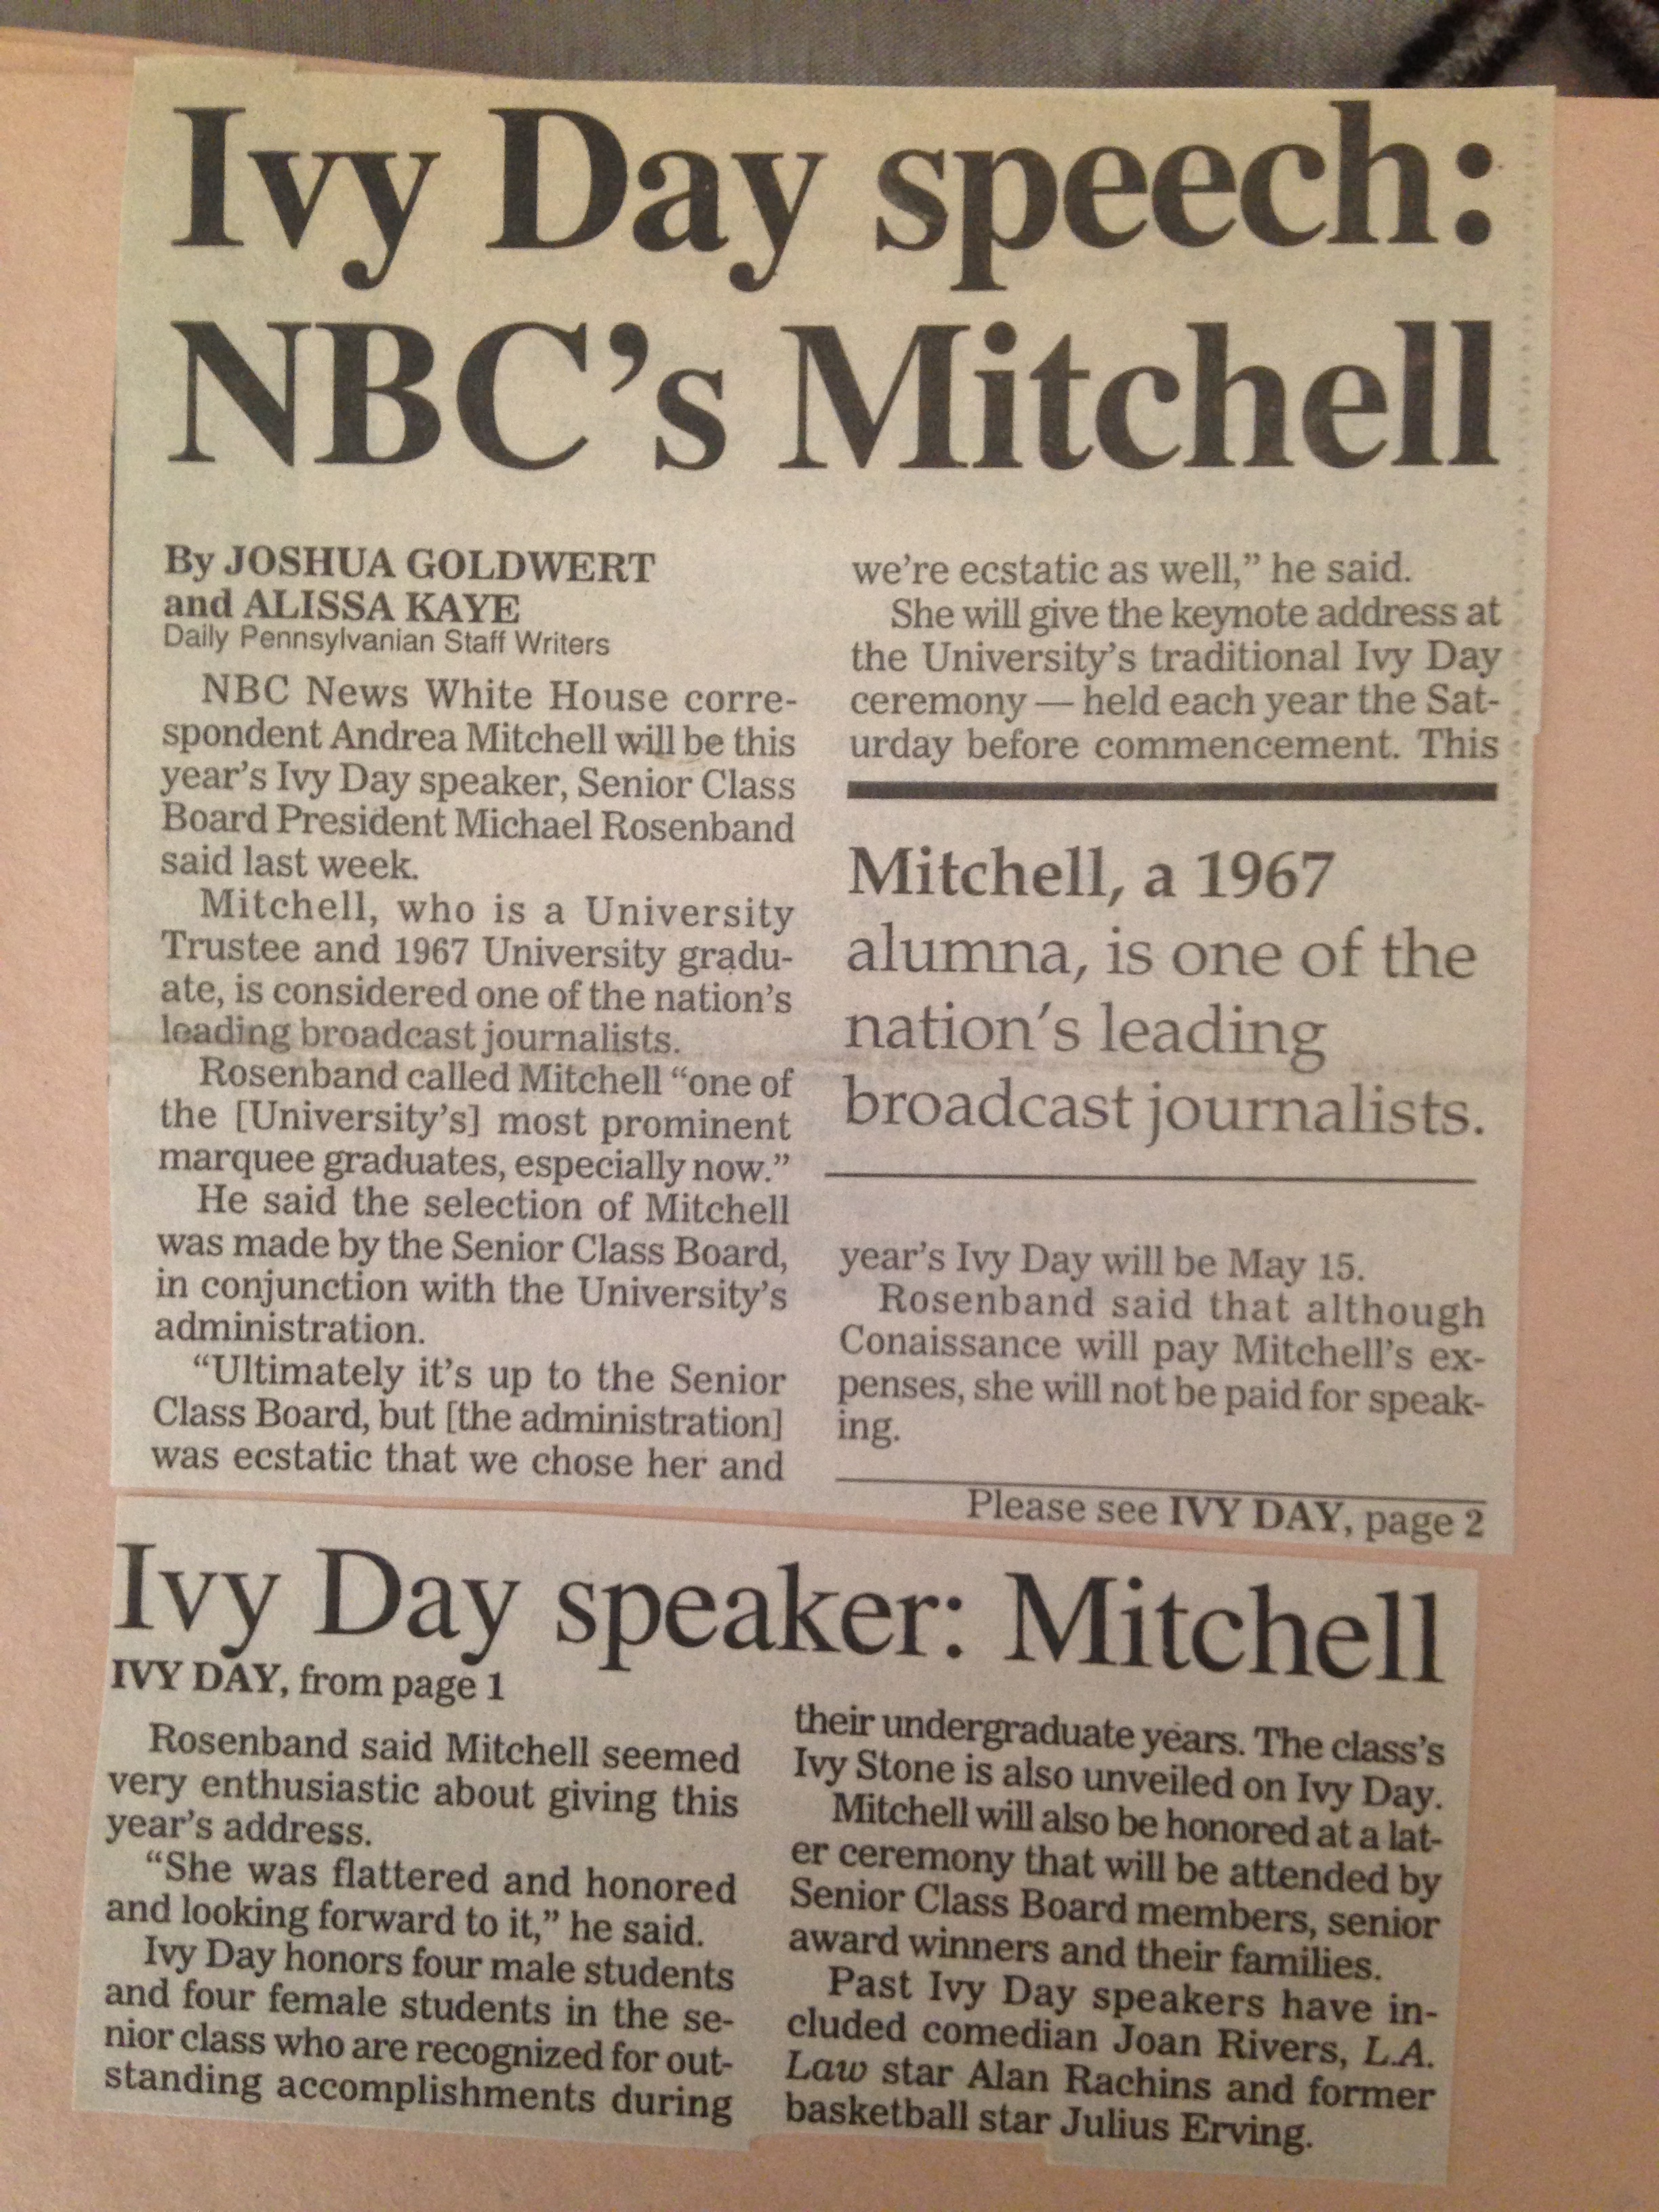 Ivy Day speech:
NBC's Mitchell
By JOSHUA GOLDWERT
and ALISSA KAYE
Daily Pennsylvanian Staff Writers
NBC News White House corre-
spondent Andrea Mitchell will be this
year's Ivy Day speaker, Senior Class
Board President Michael Rosenband
said last week.
Mitchell, who is a University
Trustee and 1967 University gradu-
ate, is considered one of the nation's
leading broadcast journalists.
Rosenband called Mitchell “one of
the [University's] most prominent
marquee graduates, especially now.”
He said the selection of Mitchell
was made by the Senior Class Board,
in conjunction with the University's
administration.
“Ultimately it's up to the Senior
Class Board, but [the administration]
was ecstatic that we chose her and
we're ecstatic as well,” he said.
She will give the keynote address at
the University's traditional Ivy Day
ceremony — held each year the Sat-
urday before commencement. This
Mitchell, a 1967
alumna, is one of the
nation's leading
broadcast journalists.
year's Ivy Day will be May 15.
Rosenband said that although
Conaissance will pay Mitchell's ex-
penses, she will not be paid for speak-
ing.
Please see IVY DAY, page 2
Ivy Day speaker: Mitchell
IVY DAY, from page 1
Rosenband said Mitchell seemed
very enthusiastic about giving this
year's address.
“She was flattered and honored
and looking forward to it,” he said.
Ivy Day honors four male students
and four female students in the se-
nior class who are recognized for out-
standing accomplishments during
their undergraduate years. The class's
Ivy Stone is also unveiled on Ivy Day.
Mitchell will also be honored at a lat-
er ceremony that will be attended by
Senior Class Board members, senior
award winners and their families.
Past Ivy Day speakers have in-
cluded comedian Joan Rivers, L.A.
Law star Alan Rachins and former
basketball star Julius Erving.